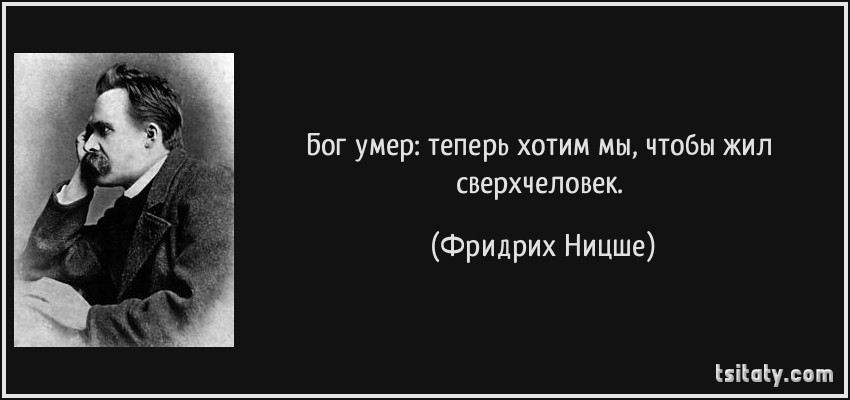 Бог умер: теперь хотим мы, чтобы жил
сверхчеловек.
(Фридрих Ницше)
tsitaty.com